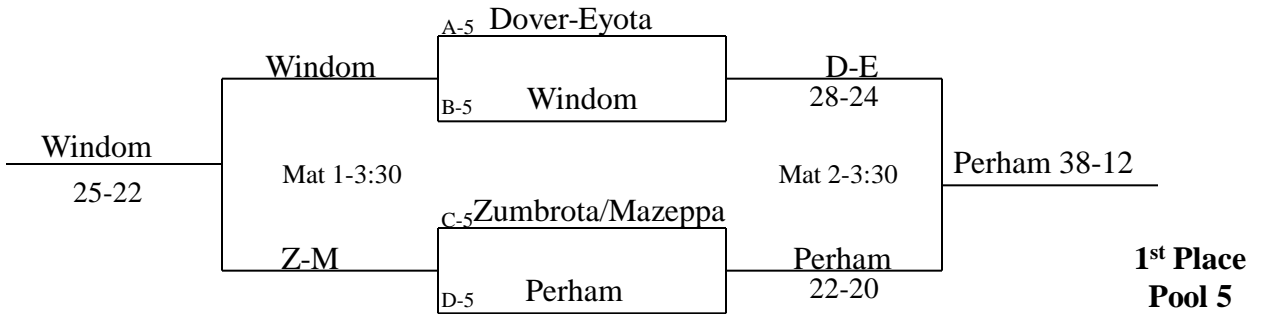 A-5 Dover-Eyota
Windom
D-E
B-5 Windom
28-24
Windom
25-22
Mat 1-3:30
Mat 2-3:30
Perham 38-12
C-5 Zumbrota/Mazeppa
Z-M
Perham
D-5 Perham
22-20
1st Place
Pool 5